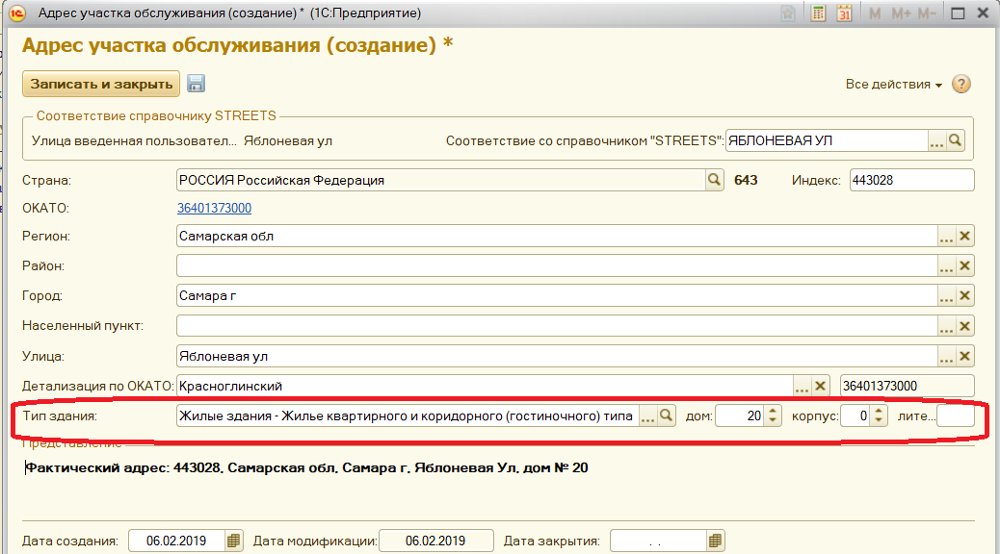 Адрес участка обслуживания (создание) * (1С:Предприятие)
M M+ M-
Адрес участка обслуживания (создание) *
Записать и закрыть Все действия
Соответствие справочнику STREETS
Улица введенная пользовател... Яблоневая ул Соответствие со справочником "STREETS": ЯБЛОНЕВАЯ УЛ
Страна: РОССИЯ Российская Федерация 643 Индекс: 443028
ОКАТО: 36401373000
Регион: Самарская обл
Район:
Город: Самара г
Населенный пункт:
Улица: Яблоневая ул
Детализация по ОКАТО: Красноглинский 36401373000
Тип здания: Жилые здания - Жилье квартирного и коридорного (гостиночного) типа дом: 20 корпус: 0 лите...
Представление
Фактический адрес: 443028, Самарская обл, Самара г, Яблоневая Ул, дом № 20
Дата создания: 06.02.2019 Дата модификации: 06.02.2019 Дата закрытия: . .